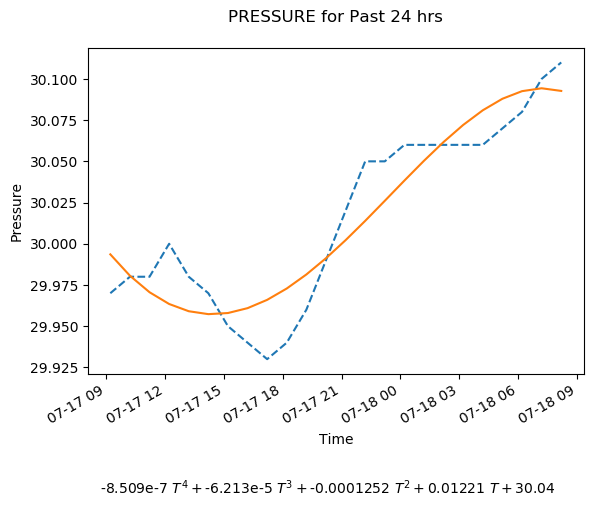 PRESSURE for Past 24 hrs
30.100
30.075
30.050
30.025
30.000
29.975
29.950
29.925
Pressure
07-17 09 07-17 12 07-17 15 07-17 18 07-17 21 07-18 00 07-18 03 07-18 06 07-18 09
Time
-8.509e-7 T⁴ + -6.213e-5 T³ + -0.0001252 T² + 0.01221 T + 30.04